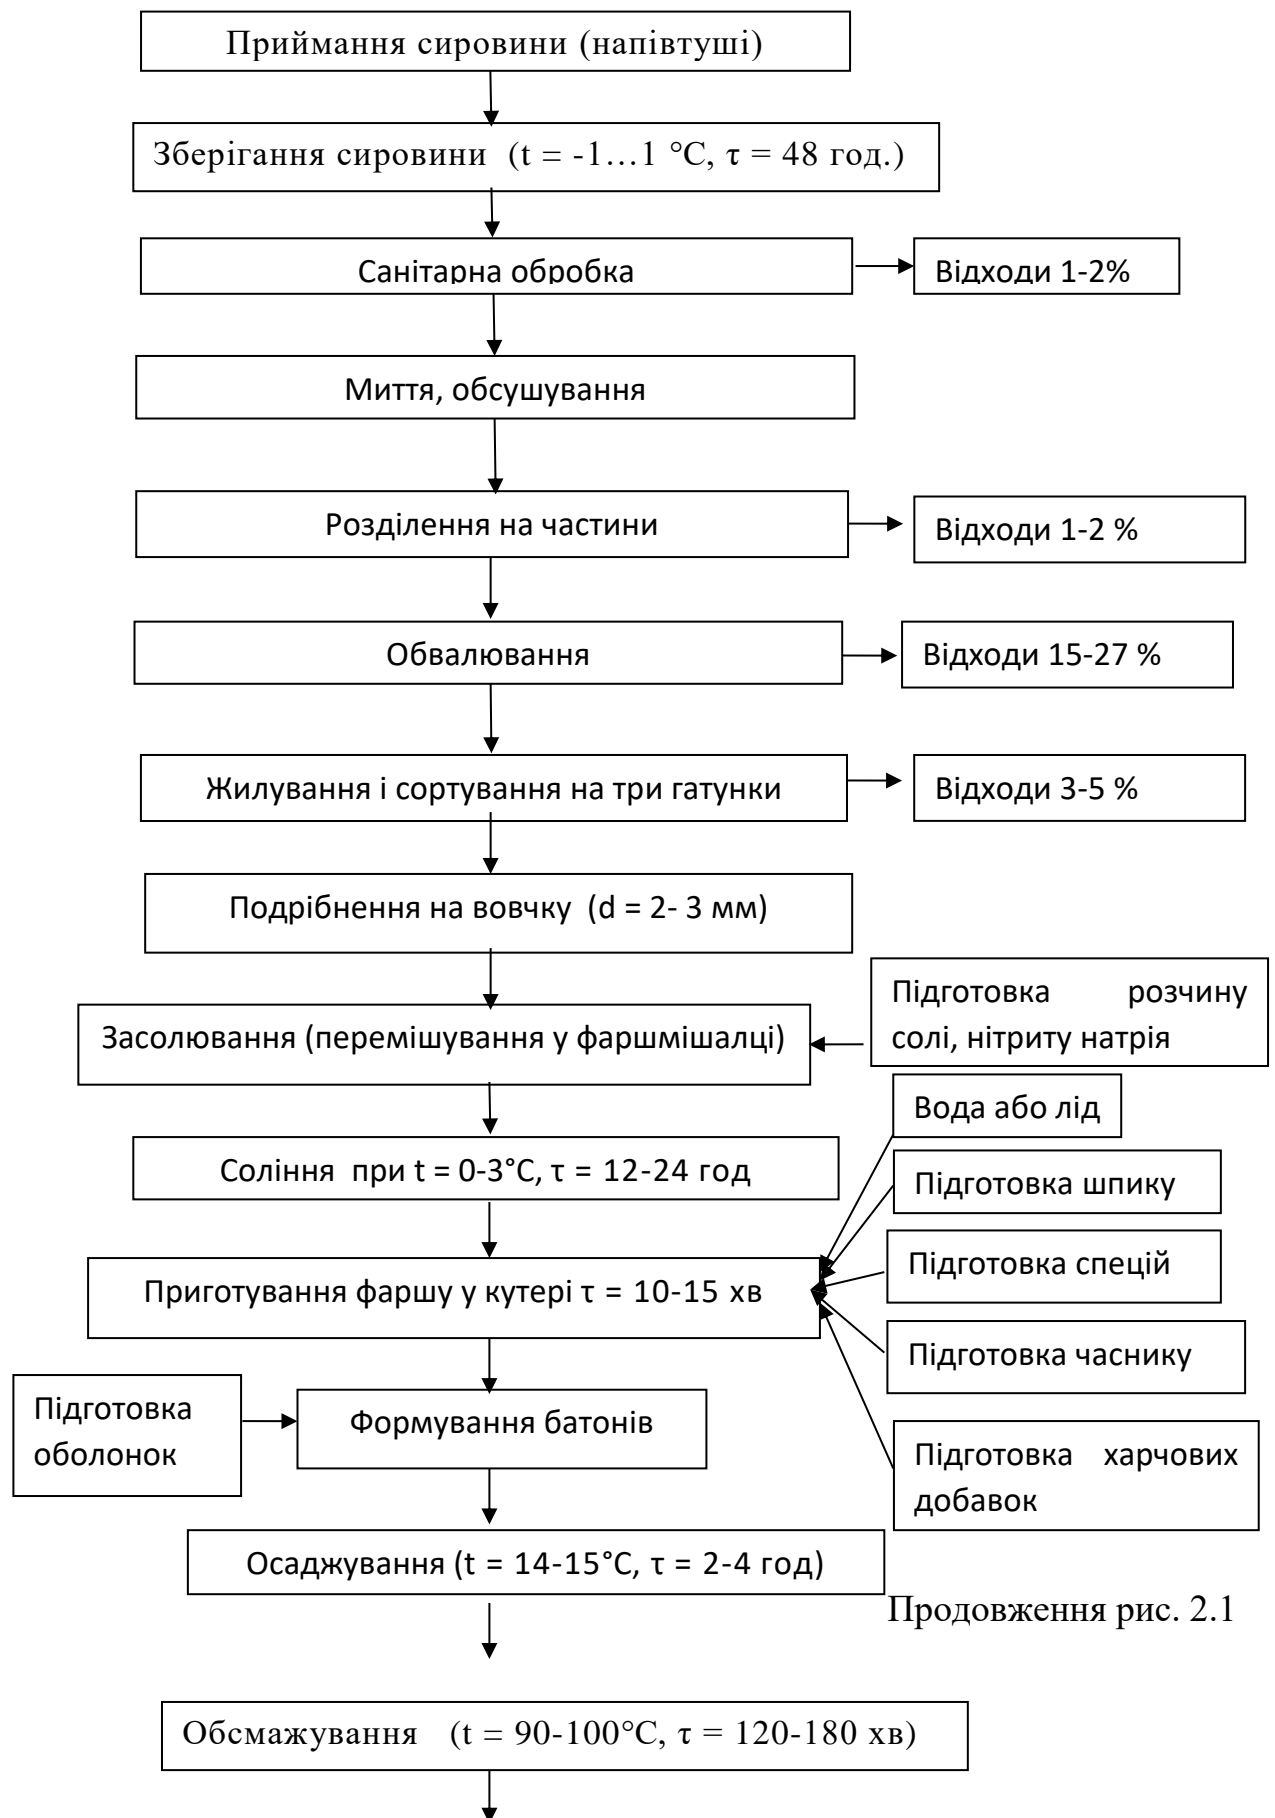 Приймання сировини (напівтуші)
Зберігання сировини (t = -1…1 °C, τ = 48 год.)
Санітарна обробка
Відходи 1-2%
Миття, обсушування
Розділення на частини
Відходи 1-2 %
Обвалювання
Відходи 15-27 %
Жилування і сортування на три гатунки
Відходи 3-5 %
Подрібнення на вовчку (d = 2- 3 мм)
Підготовка розчину
солі, нітриту натрія
Засолювання (перемішування у фаршмішалці)
Вода або лід
Соління при t = 0-3°C, τ = 12-24 год
Підготовка шпику
Підготовка спецій
Приготування фаршу у кутері τ = 10-15 хв
Підготовка часнику
Підготовка
оболонок
Формування батонів
Підготовка харчових
добавок
Осаджування (t = 14-15°C, τ = 2-4 год)
Продовження рис. 2.1
Обсмажування (t = 90-100°C, τ = 120-180 хв)